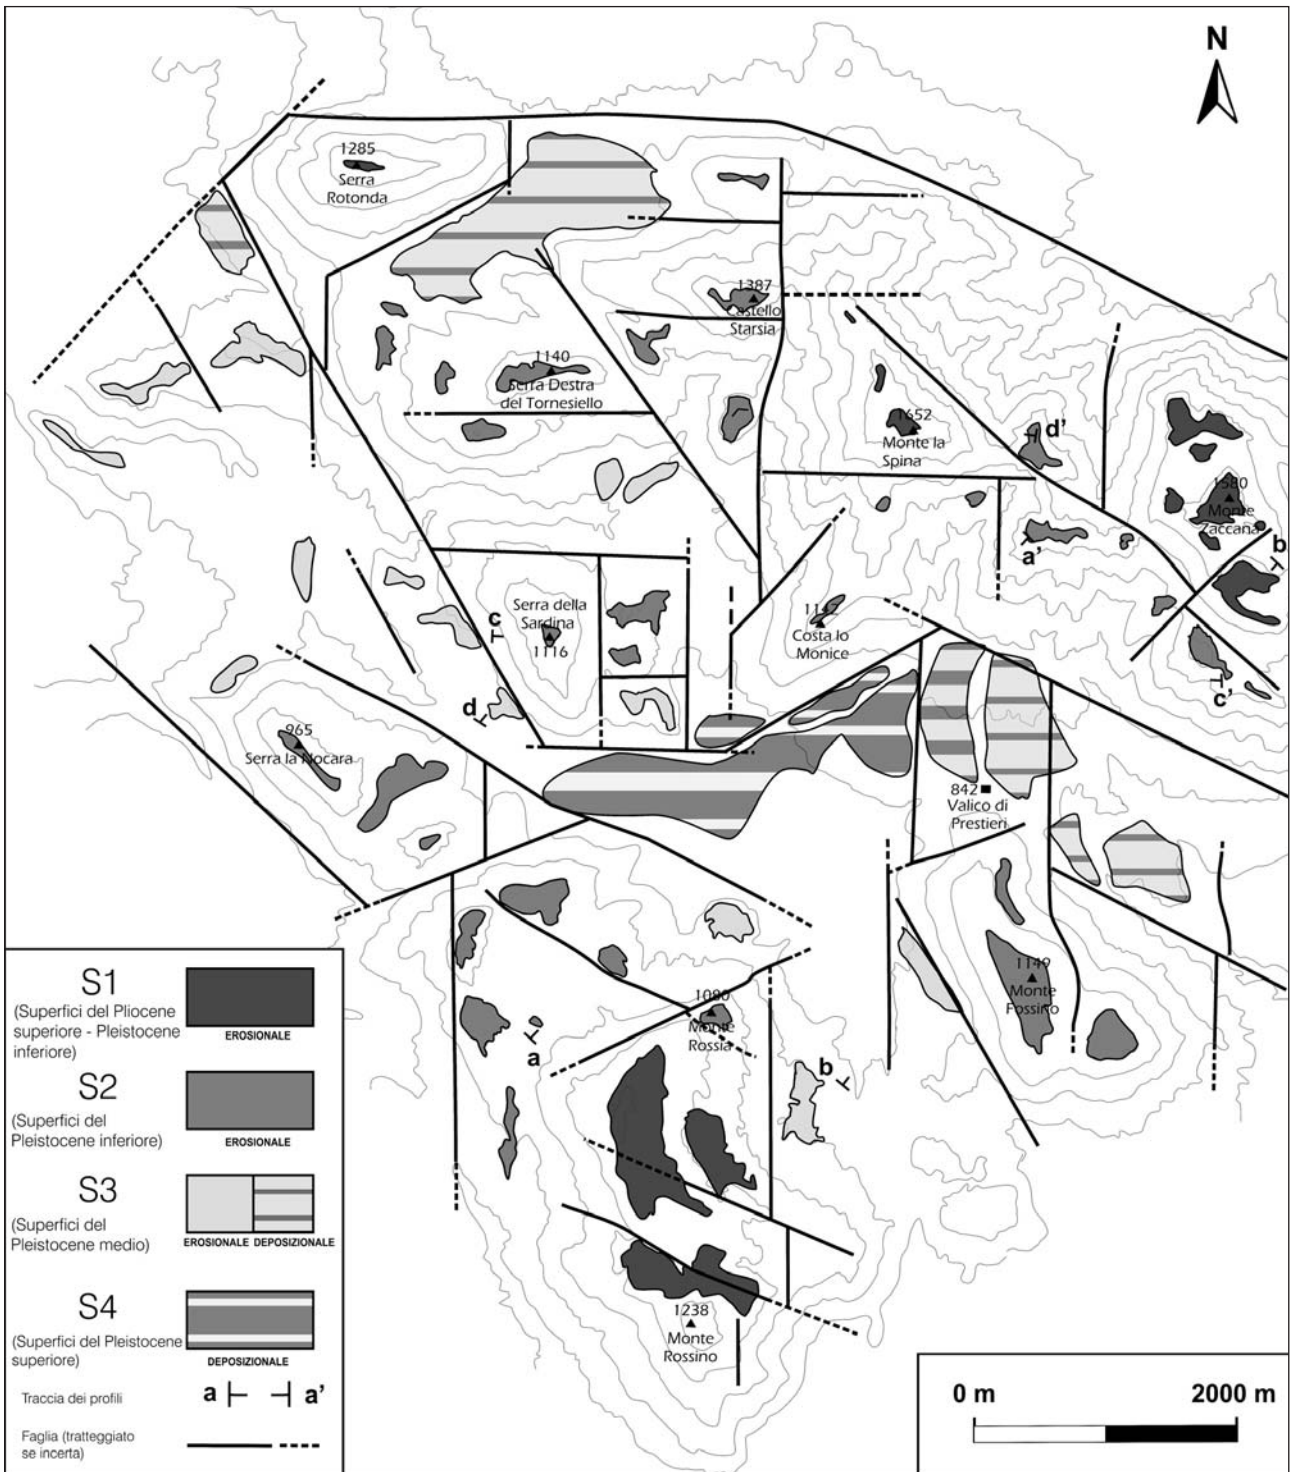 N
1285
Serra
Rotonda
1387
Castello
Starsia
1140
Serra Destra
del Tornesiello
1652
Monte la
Spina
d'
1580
Monte
Zaccana
a'
b
Serra della
Sardina
1116
c
1147
Costa lo
Monice
c'
d
965
Serra la Nocara
842
Valico di
Prestieri
1149
Monte
Fossino
1080
Monte
Rossia
a
b
1238
Monte
Rossino
S1
(Superfici del Pliocene
superiore - Pleistocene
inferiore)
EROSIONALE
S2
(Superfici del
Pleistocene inferiore)
EROSIONALE
S3
(Superfici del
Pleistocene medio)
EROSIONALE DEPOSIZIONALE
S4
(Superfici del Pleistocene
superiore)
DEPOSIZIONALE
Traccia dei profili
a a'
Faglia (tratteggiato
se incerta)
0 m 2000 m